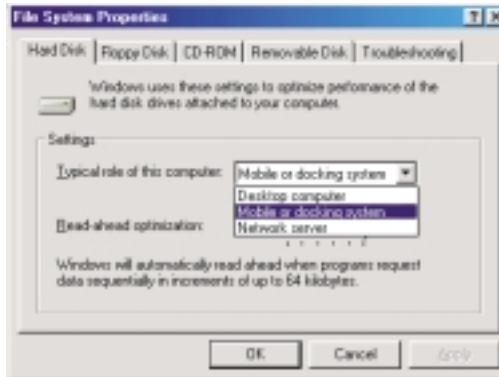 File System Properties
Hard Disk Floppy Disk CD-ROM Removable Disk Troubleshooting
Windows uses these settings to optimize performance of the
hard disk drives attached to your computer.
Settings
Typical role of this computer: Mobile or docking system
Desktop computer
Mobile or docking system
Network server
Read-ahead optimization:
Windows will automatically read ahead when programs request
data sequentially in increments of up to 64 kilobytes.
OK Cancel Apply